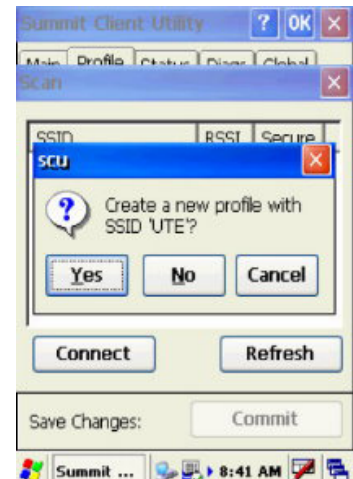 Summit Client Utility ? OK X
Main Profile Status Diags Global
Scan X
SSID RSSI Secure
scu X
Create a new profile with
SSID 'UTE'?
Yes No Cancel
Connect Refresh
Save Changes: Commit
Summit ... 8:41 AM